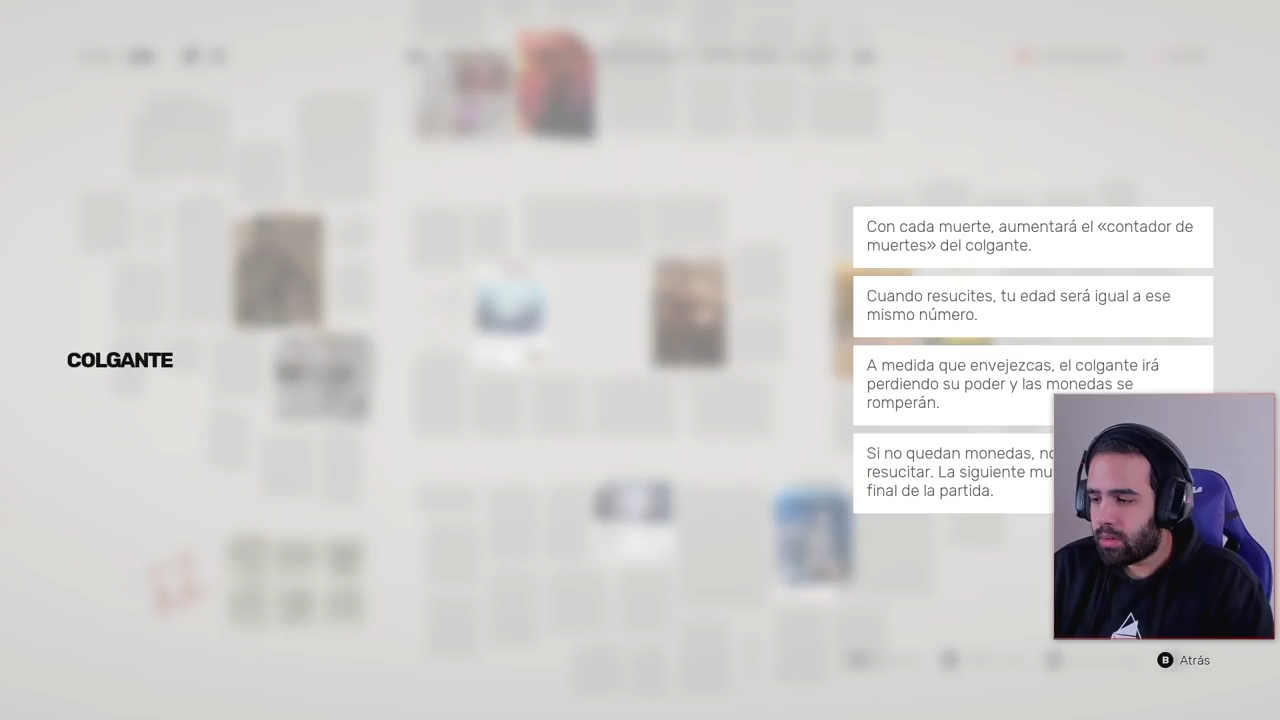 Con cada muerte, aumentará el «contador de
muertes» del colgante.
Cuando resucites, tu edad será igual a ese
mismo número.
COLGANTE
A medida que envejezcas, el colgante irá
perdiendo su poder y las monedas se
romperán.
Si no quedan monedas,
resucitar. La siguiente
final de la partida.
B Atrás